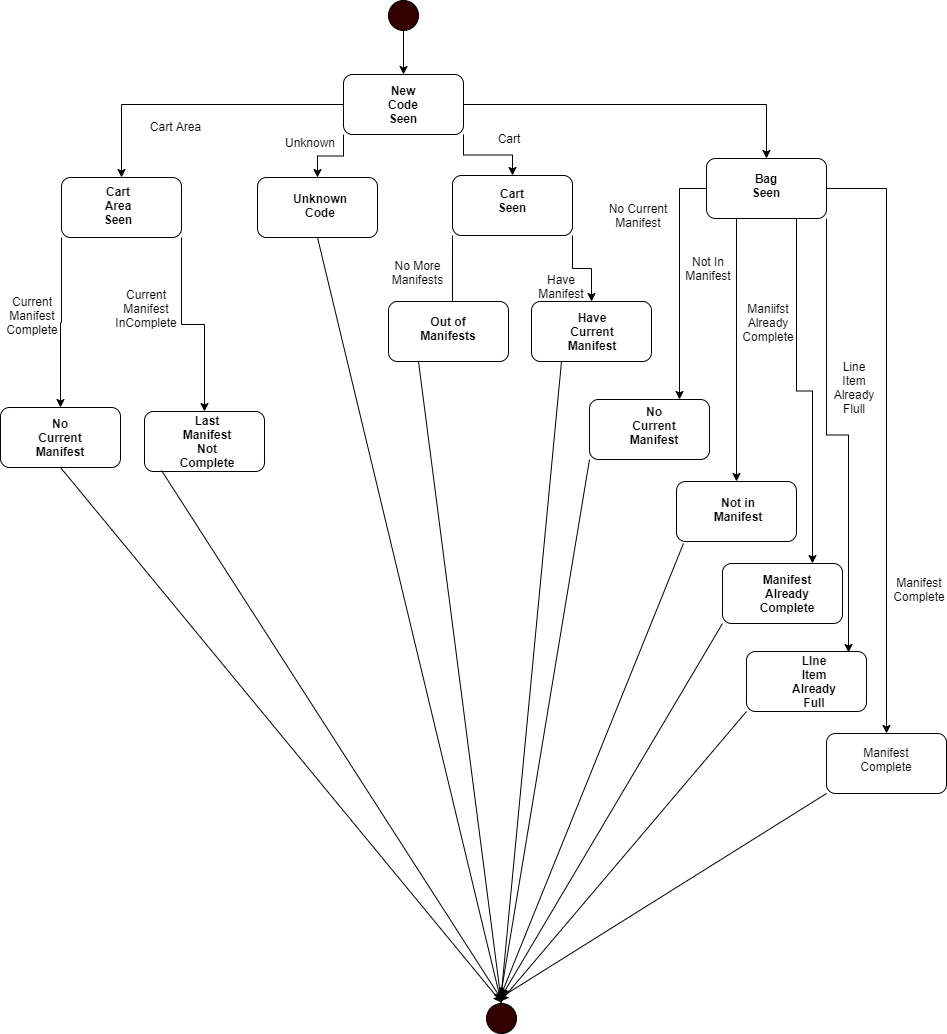 New
Code
Seen
Cart Area
Unknown
Cart
Cart
Area
Seen
Unknown
Code
Cart
Seen
Bag
Seen
No Current
Manifest
Not In
Manifest
No More
Manifests
Have
Manifest
Current
Manifest
Complete
Current
Manifest
InComplete
Maniifst
Already
Complete
Out of
Manifests
Have
Current
Manifest
Line
Item
Already
Flull
No
Current
Manifest
Last
Manifest
Not
Complete
No
Current
Manifest
Not in
Manifest
Manifest
Already
Complete
Manifest
Complete
LIne
Item
Already
Full
Manifest
Complete